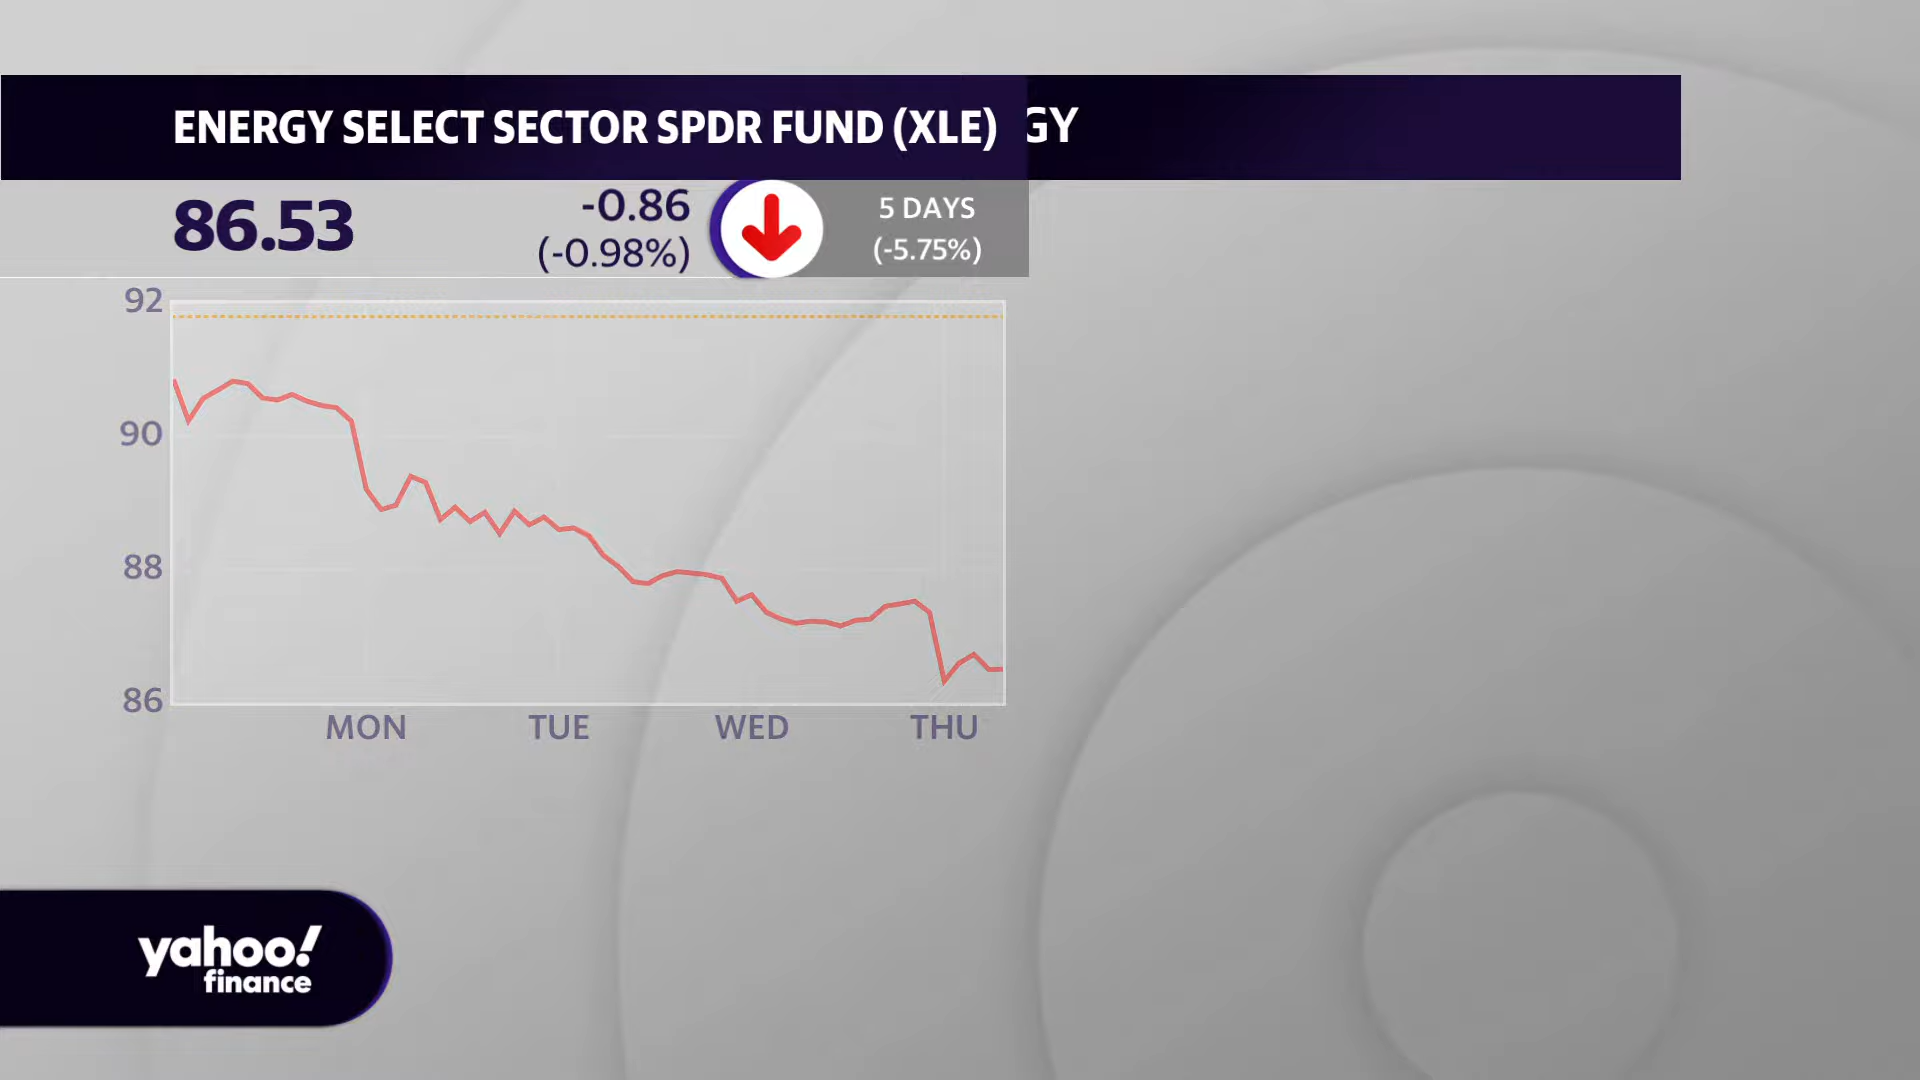 ENERGY SELECT SECTOR SPDR FUND (XLE)
GY
86.53
-0.86
(-0.98%)
5 DAYS
(-5.75%)
92
90
88
86
MON TUE WED THU
yahoo!
finance